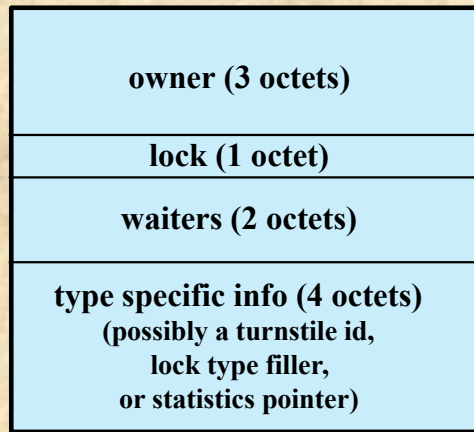 owner (3 octets)
lock (1 octet)
waiters (2 octets)
type specific info (4 octets)
(possibly a turnstile id,
lock type filler,
or statistics pointer)